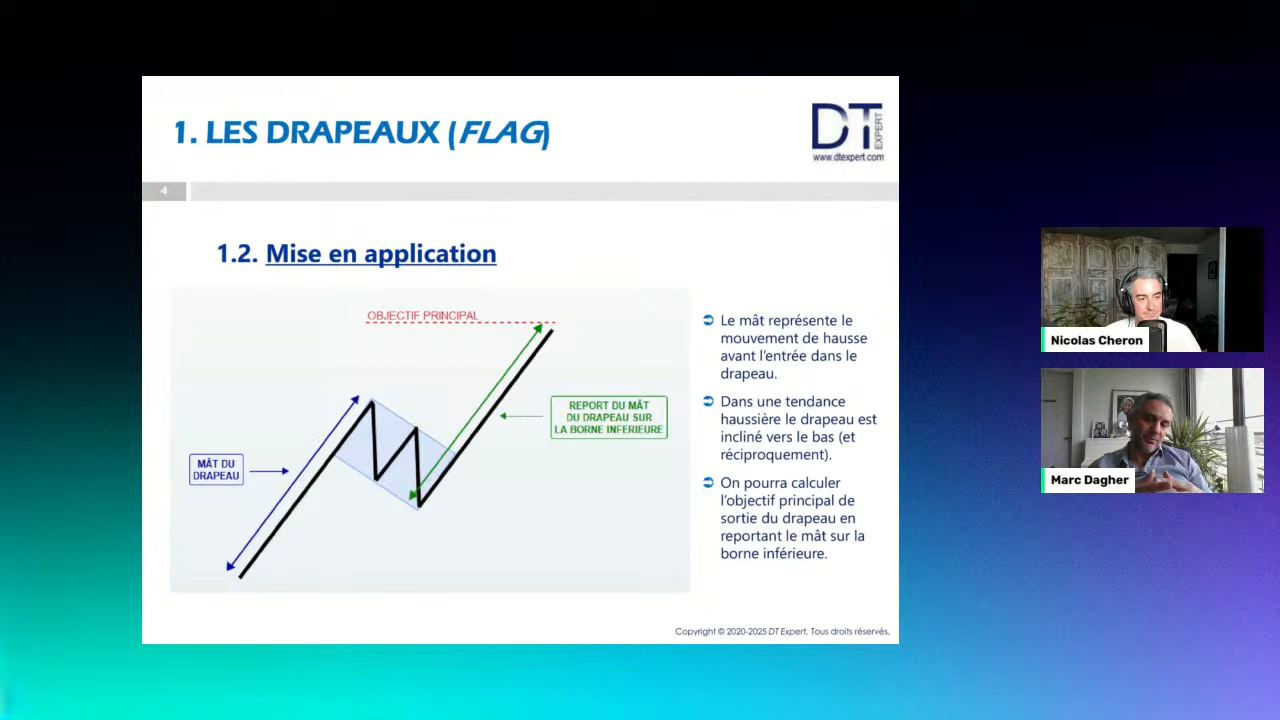 1. LES DRAPEAUX (FLAG)
DT
EXPERT
www.dtexpert.com
4
1.2. Mise en application
OBJECTIF PRINCIPAL
REPORT DU MÂT
DU DRAPEAU SUR
LA BORNE INFERIEURE
MÂT DU
DRAPEAU
Le mât représente le
mouvement de hausse
avant l’entrée dans le
drapeau.
Dans une tendance
haussière le drapeau est
incliné vers le bas (et
réciproquement).
On pourra calculer
l’objectif principal de
sortie du drapeau en
reportant le mât sur la
borne inférieure.
Copyright © 2020-2025 DT Expert. Tous droits réservés.
Nicolas Cheron
Marc Dagher